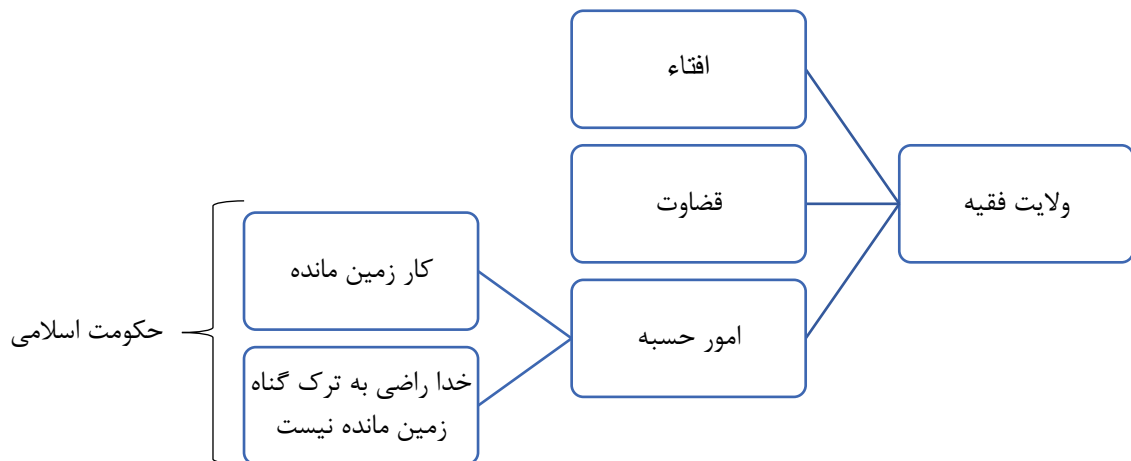 ولایت فقیه
افتاء
قضاوت
امور حسبه
کار زمین مانده
خدا راضی به ترک گناه
زمین مانده نیست
حکومت اسلامی